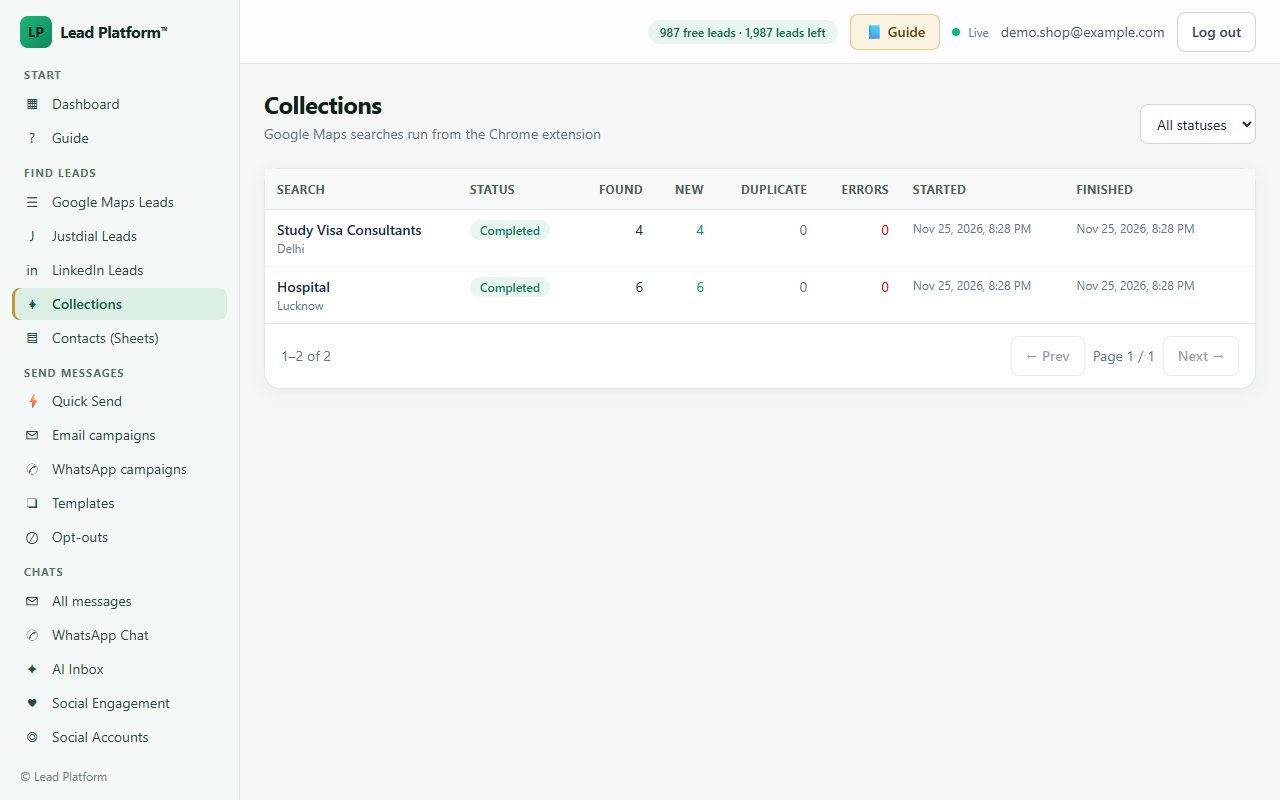 LP Lead Platform™
START
Dashboard
? Guide
FIND LEADS
Google Maps Leads
J Justdial Leads
in LinkedIn Leads
Collections
Contacts (Sheets)
SEND MESSAGES
Quick Send
Email campaigns
WhatsApp campaigns
Templates
Opt-outs
CHATS
All messages
WhatsApp Chat
AI Inbox
Social Engagement
Social Accounts
© Lead Platform
987 free leads · 1,987 leads left
Guide
Live
demo.shop@example.com
Log out
Collections
Google Maps searches run from the Chrome extension
All statuses
SEARCH STATUS FOUND NEW DUPLICATE ERRORS STARTED FINISHED
Study Visa Consultants Completed 4 4 0 0 Nov 25, 2026, 8:28 PM Nov 25, 2026, 8:28 PM
Delhi
Hospital Completed 6 6 0 0 Nov 25, 2026, 8:28 PM Nov 25, 2026, 8:28 PM
Lucknow
1–2 of 2 ← Prev Page 1 / 1 Next →